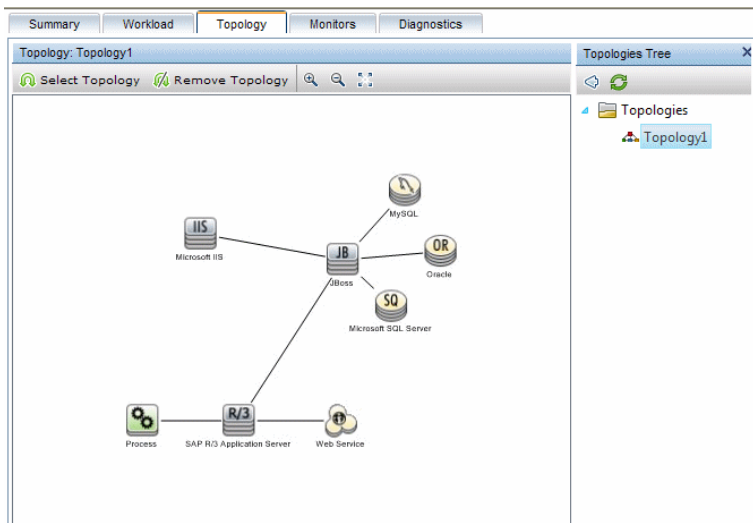 Summary Workload Topology Monitors Diagnostics
Topology: Topology1
Select Topology Remove Topology
Topologies Tree
Topologies
Topology1
MySQL
IIS
Microsoft IIS
JB
JBoss
OR
Oracle
SQ
Microsoft SQL Server
Process
R/3
SAP R/3 Application Server
Web Service